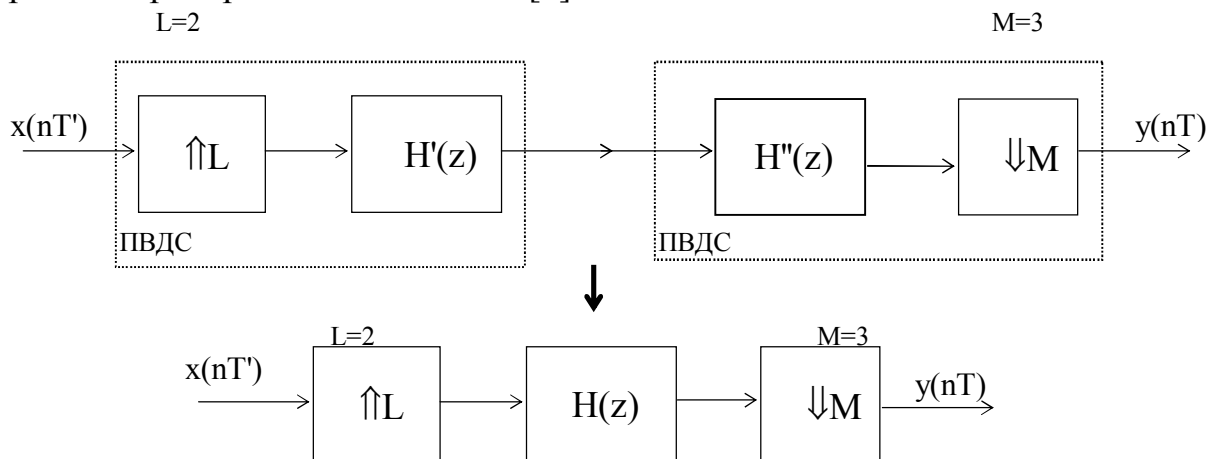 L=2 M=3
x(nT') ⇑L H'(z) H"(z) ⇓M y(nT)
ПВДС ПВДС
L=2 M=3
x(nT') ⇑L H(z) ⇓M y(nT)